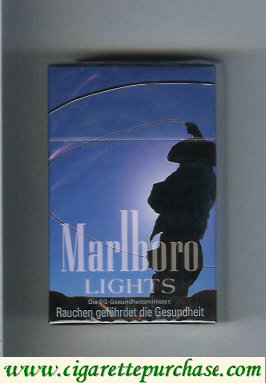 Marlboro
LIGHTS
Die EG-Gesundheitsminister:
Rauchen gefährdet die Gesundheit
www.cigarettepurchase.com